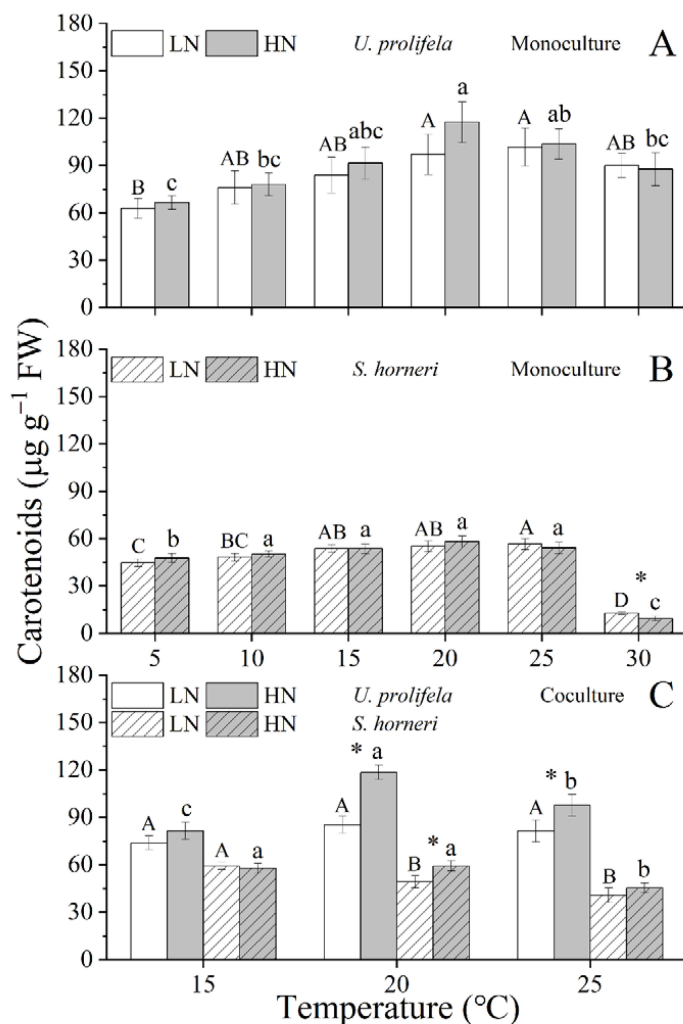 180 LN HN U. prolifela Monoculture A
150
120
90
60
30
0
B c AB bc AB abc A a A ab AB bc
180 LN HN S. horneri Monoculture B
150
120
90
60
30
0
C b BC a AB a AB a A a D * c
5 10 15 20 25 30
180 LN HN U. prolifela Coculture C
LN HN S. horneri
150
120
90
60
30
0
A c A a A * a B * a A * b B b
15 20 25
Temperature (°C)
Carotenoids (µg g⁻¹ FW)